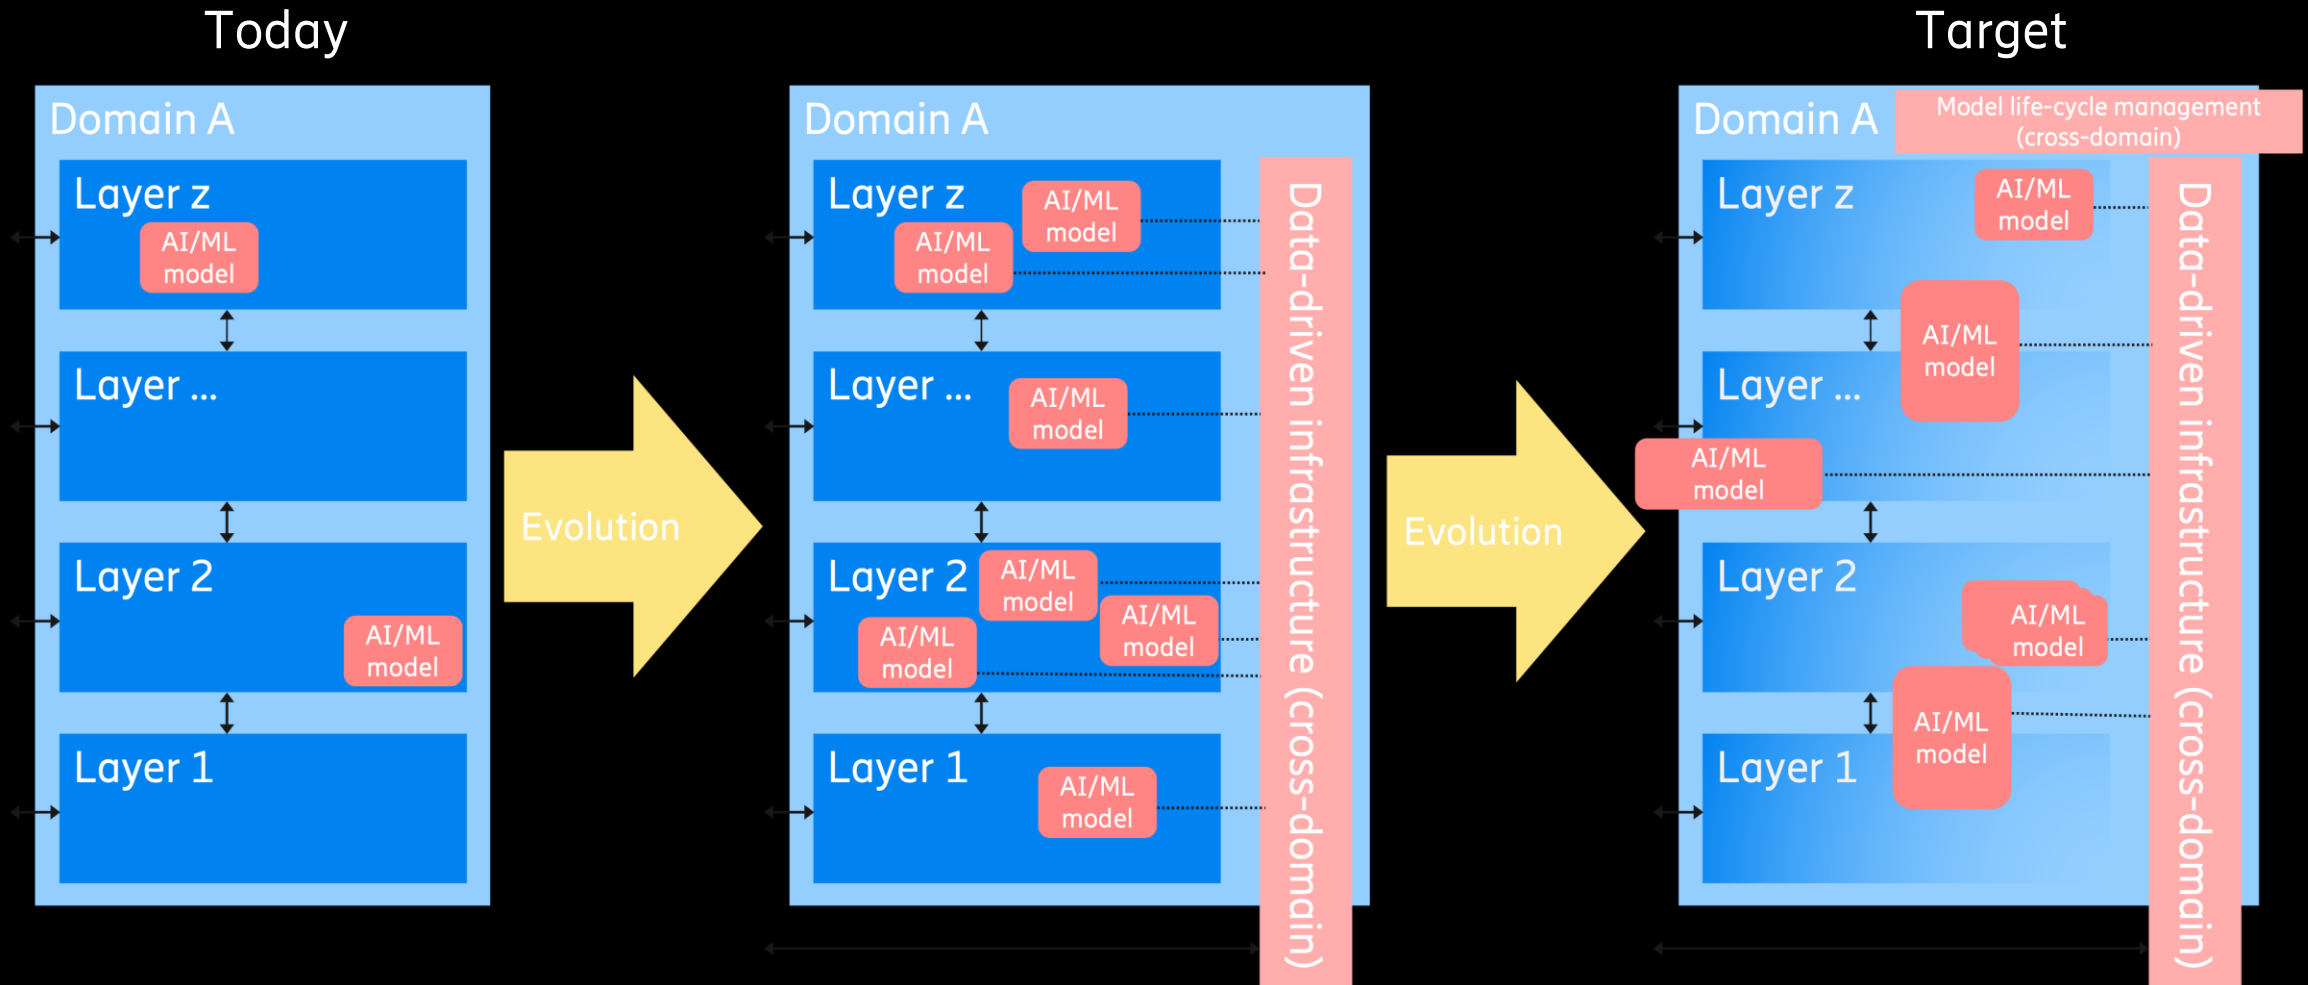 Today
Domain A
Layer z
AI/ML
model
Layer ...
Layer 2
AI/ML
model
Layer 1
Evolution
Domain A
Layer z
AI/ML
model
AI/ML
model
Layer ...
AI/ML
model
Layer 2
AI/ML
model
AI/ML
model
AI/ML
model
Layer 1
AI/ML
model
Data-driven infrastructure (cross-domain)
Evolution
Target
Domain A
Model life-cycle management
(cross-domain)
Layer z
AI/ML
model
AI/ML
model
Layer ...
AI/ML
model
Layer 2
AI/ML
model
AI/ML
model
Layer 1
Data-driven infrastructure (cross-domain)